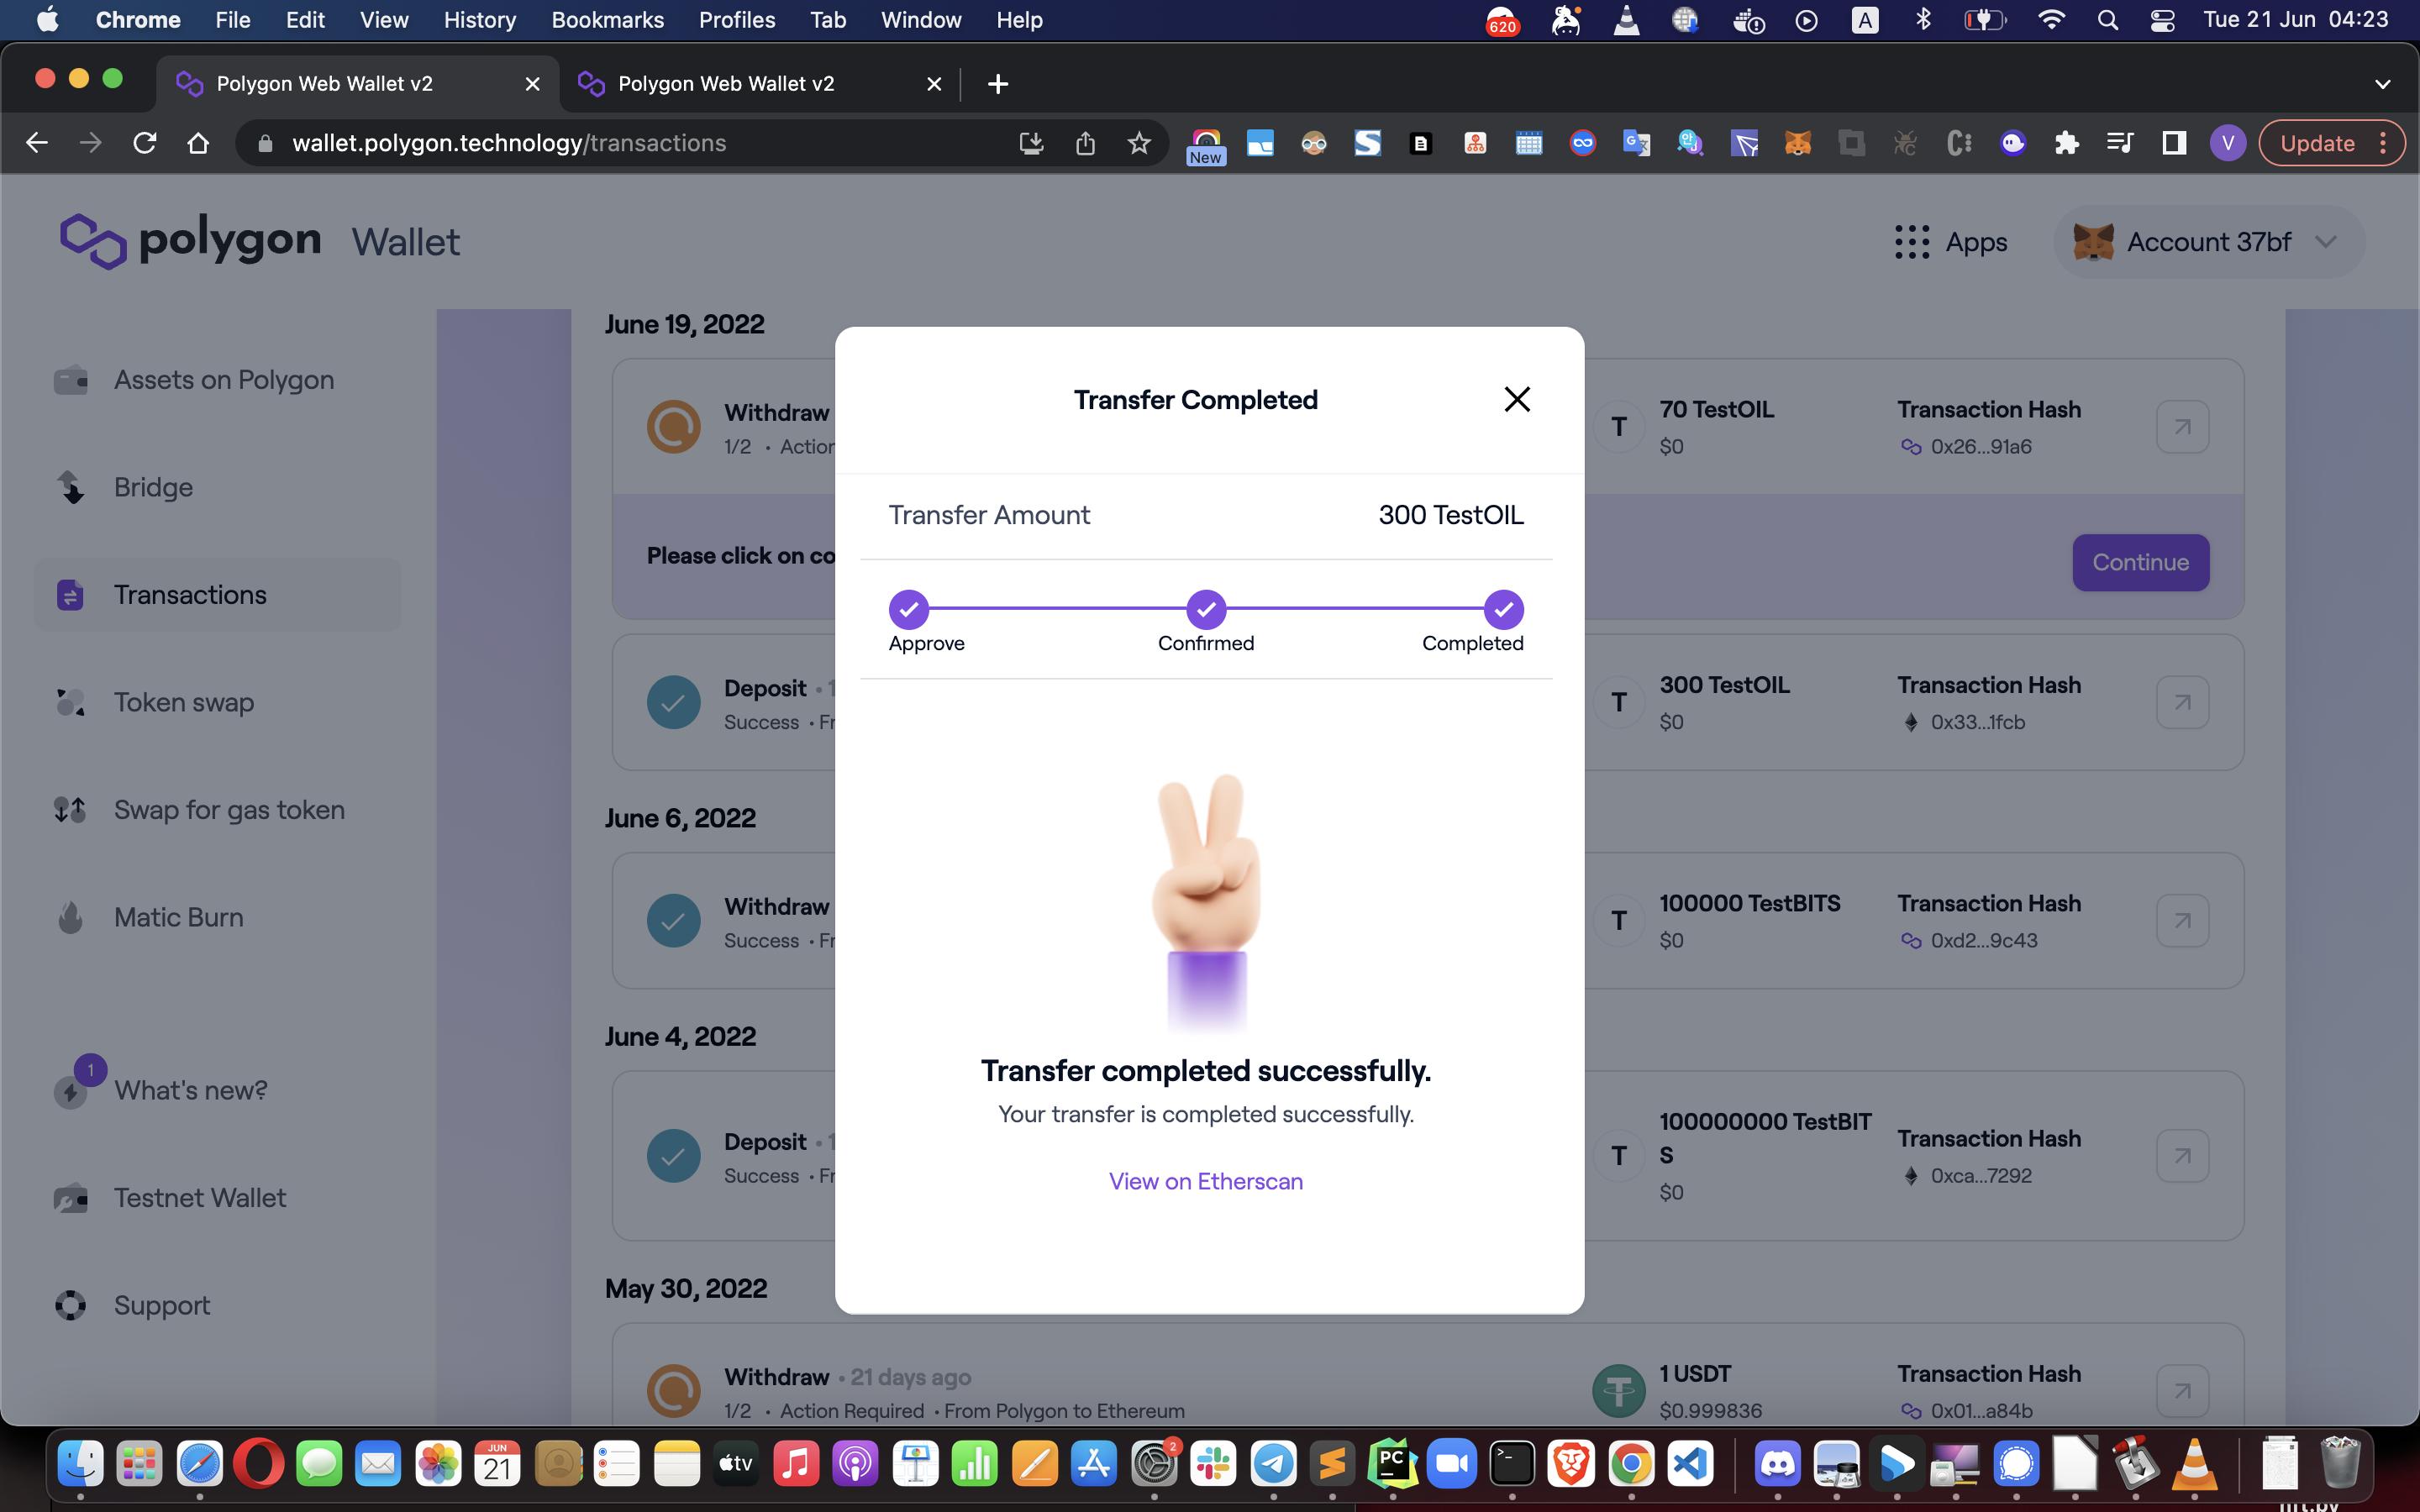 Chrome File Edit View History Bookmarks Profiles Tab Window Help
620
A
Tue 21 Jun 04:23
Polygon Web Wallet v2
Polygon Web Wallet v2
wallet.polygon.technology/transactions
New
V
Update
polygon Wallet
Apps
Account 37bf
Assets on Polygon
Bridge
Transactions
Token swap
Swap for gas token
Matic Burn
1
What's new?
Testnet Wallet
Support
June 19, 2022
Withdraw
1/2 • Action
T
70 TestOIL
$0
Transaction Hash
0x26...91a6
Please click on co
Continue
Deposit • 1
Success • Fr
T
300 TestOIL
$0
Transaction Hash
0x33...1fcb
June 6, 2022
Withdraw
Success • Fr
T
100000 TestBITS
$0
Transaction Hash
0xd2...9c43
June 4, 2022
Deposit • 1
Success • Fr
T
100000000 TestBIT
S
$0
Transaction Hash
0xca...7292
May 30, 2022
Withdraw • 21 days ago
1/2 • Action Required • From Polygon to Ethereum
1 USDT
$0.999836
Transaction Hash
0x01...a84b
Transfer Completed
Transfer Amount
300 TestOIL
Approve
Confirmed
Completed
Transfer completed successfully.
Your transfer is completed successfully.
View on Etherscan
JUN
21
tv
2
PC